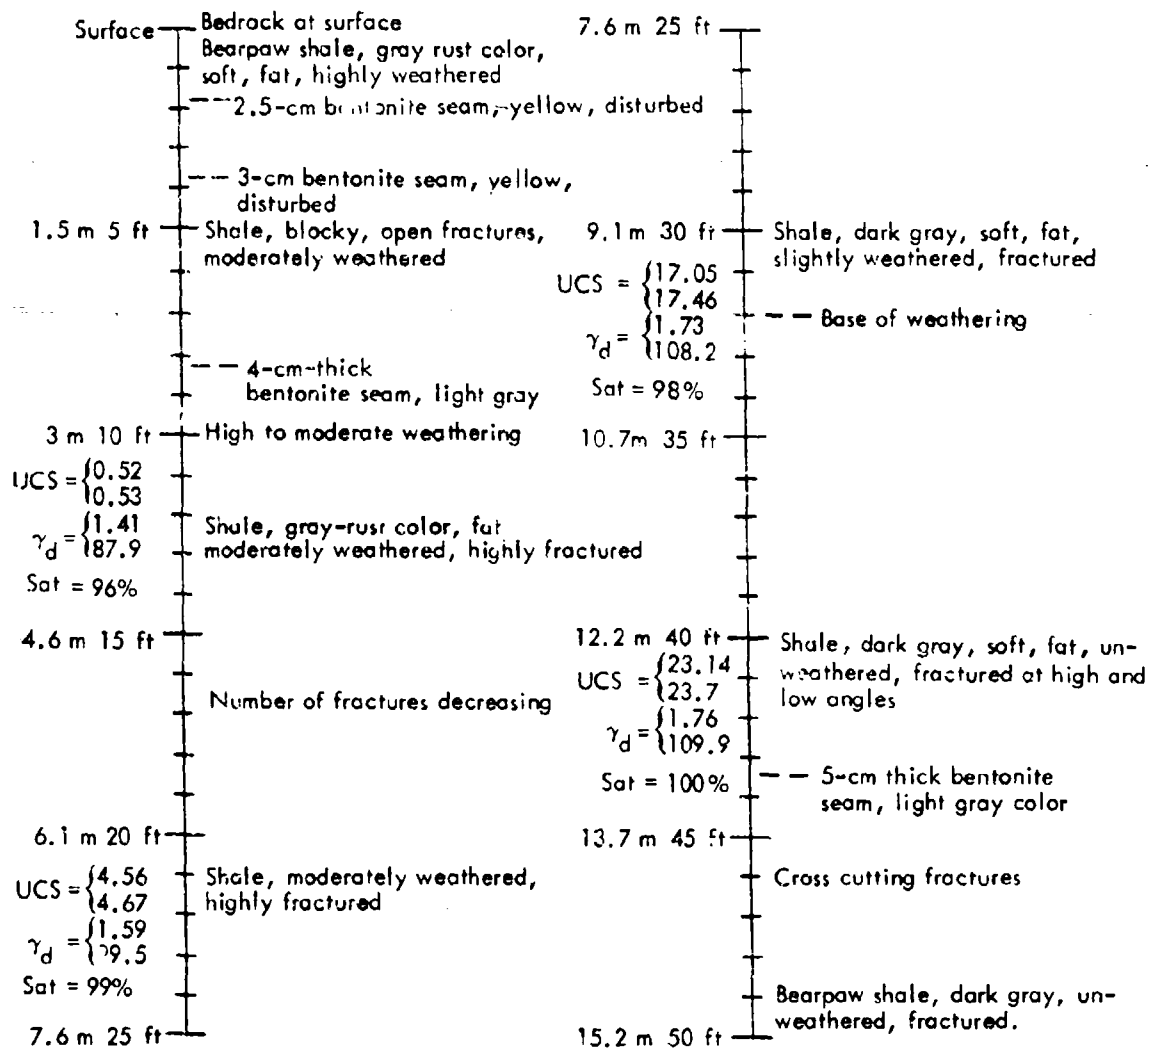 Surface
Bedrock at surface
Bearpaw shale, gray rust color,
soft, fat, highly weathered
2.5-cm bentonite seam, yellow, disturbed
3-cm bentonite seam, yellow,
disturbed
1.5 m 5 ft
Shale, blocky, open fractures,
moderately weathered
4-cm-thick
bentonite seam, light gray
3 m 10 ft
High to moderate weathering
UCS = {0.52
0.53
γd = {1.41
87.9
Sat = 96%
Shale, gray-rust color, fat
moderately weathered, highly fractured
4.6 m 15 ft
Number of fractures decreasing
6.1 m 20 ft
UCS = {4.56
4.67
γd = {1.59
9.5
Sat = 99%
Shale, moderately weathered,
highly fractured
7.6 m 25 ft
7.6 m 25 ft
9.1 m 30 ft
Shale, dark gray, soft, fat,
slightly weathered, fractured
UCS = {17.05
17.46
γd = {1.73
108.2
Sat = 98%
Base of weathering
10.7m 35 ft
12.2 m 40 ft
Shale, dark gray, soft, fat, un-
weathered, fractured at high and
low angles
UCS = {23.14
23.7
γd = {1.76
109.9
Sat = 100%
5-cm thick bentonite
seam, light gray color
13.7 m 45 ft
Cross cutting fractures
Bearpaw shale, dark gray, un-
weathered, fractured.
15.2 m 50 ft